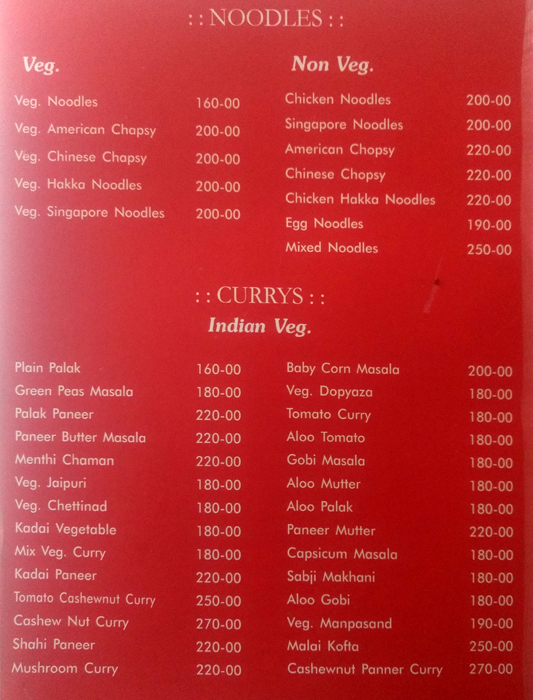 : : NOODLES : :
Veg.
Veg. Noodles 160-00
Veg. American Chapsy 200-00
Veg. Chinese Chapsy 200-00
Veg. Hakka Noodles 200-00
Veg. Singapore Noodles 200-00
Non Veg.
Chicken Noodles 200-00
Singapore Noodles 200-00
American Chopsy 220-00
Chinese Chopsy 220-00
Chicken Hakka Noodles 220-00
Egg Noodles 190-00
Mixed Noodles 250-00
: : CURRYS : :
Indian Veg.
Plain Palak 160-00
Green Peas Masala 180-00
Palak Paneer 220-00
Paneer Butter Masala 220-00
Menthi Chaman 220-00
Veg. Jaipuri 180-00
Veg. Chettinad 180-00
Kadai Vegetable 180-00
Mix Veg. Curry 180-00
Kadai Paneer 220-00
Tomato Cashewnut Curry 250-00
Cashew Nut Curry 270-00
Shahi Paneer 220-00
Mushroom Curry 220-00
Baby Corn Masala 200-00
Veg. Dopyaza 180-00
Tomato Curry 180-00
Aloo Tomato 180-00
Gobi Masala 180-00
Aloo Mutter 180-00
Aloo Palak 180-00
Paneer Mutter 220-00
Capsicum Masala 180-00
Sabji Makhani 180-00
Aloo Gobi 180-00
Veg. Manpasand 190-00
Malai Kofta 250-00
Cashewnut Panner Curry 270-00